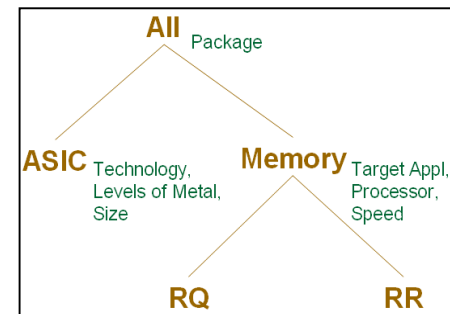 All
Package
ASIC
Technology,
Levels of Metal,
Size
Memory
Target Appl,
Processor,
Speed
RQ
RR